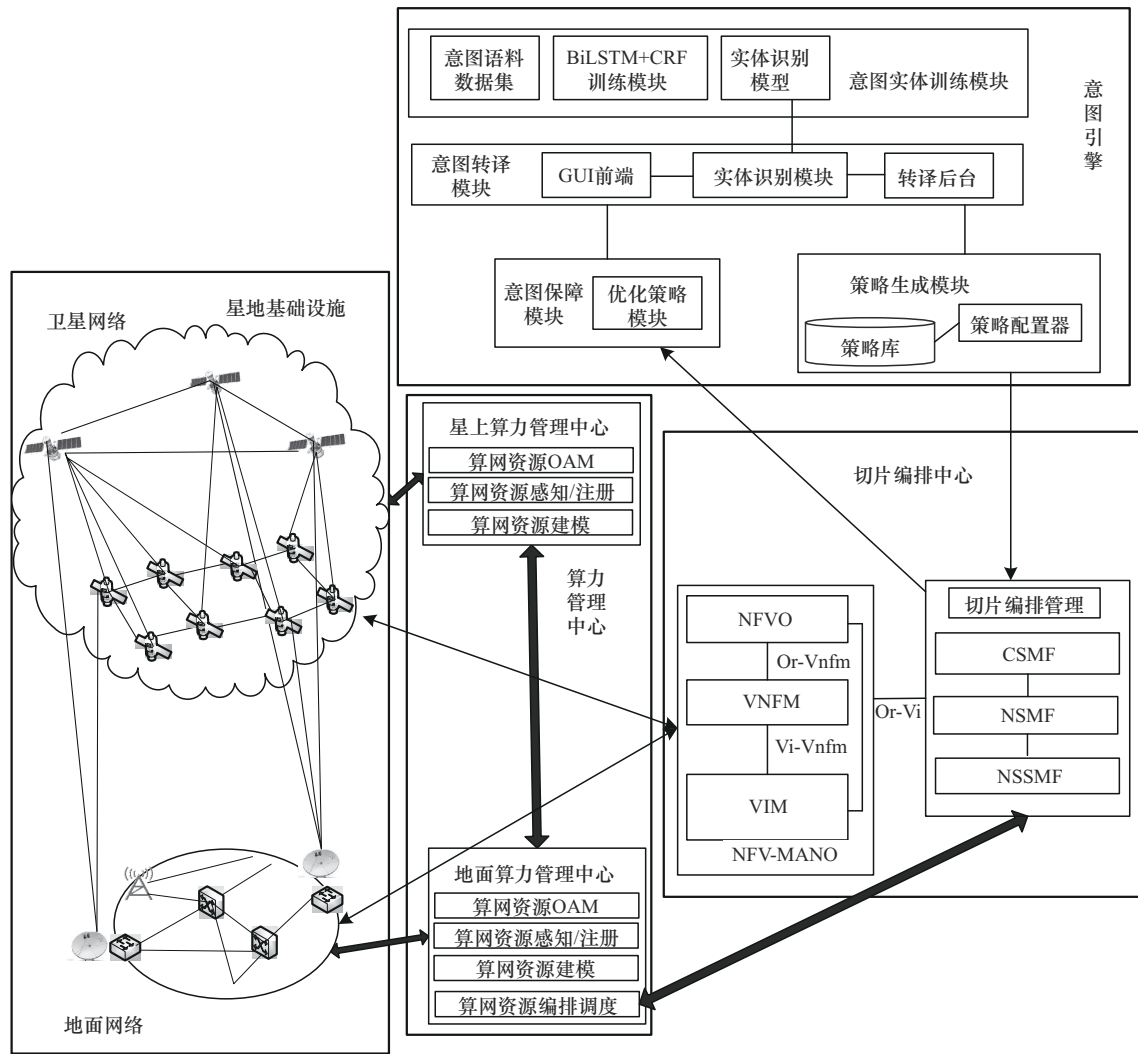 意图语料
数据集
BiLSTM+CRF
训练模块
实体识别
模型
意图实体训练模块
意
图
引
擎
意图转译
模块
GUI前端
实体识别模块
转译后台
意图保障
模块
优化策略
模块
策略生成模块
策略库
策略配置器
卫星网络
星地基础设施
地面网络
星上算力管理中心
算网资源OAM
算网资源感知/注册
算网资源建模
算力
管理
中心
地面算力管理中心
算网资源OAM
算网资源感知/注册
算网资源建模
算网资源编排调度
切片编排中心
NFVO
Or-Vnfm
VNFM
Vi-Vnfm
VIM
NFV-MANO
Or-Vi
切片编排管理
CSMF
NSMF
NSSMF